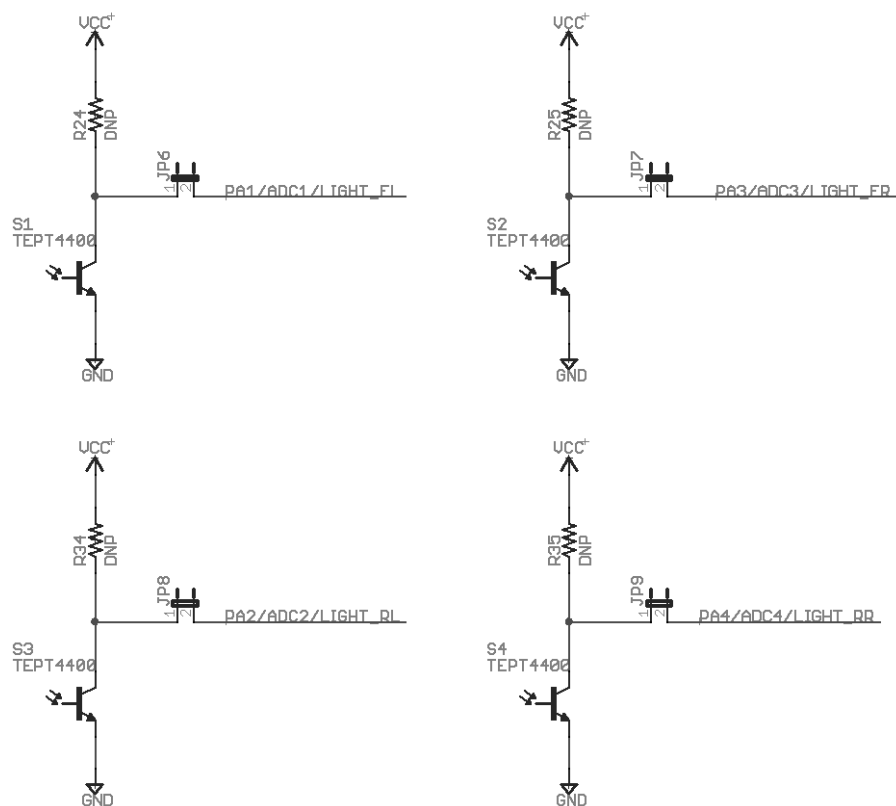 VCC+
R24
DNP
JP6
1
2
PA1/ADC1/LIGHT_FL
S1
TEPT4400
GND
VCC+
R25
DNP
JP7
1
2
PA3/ADC3/LIGHT_FR
S2
TEPT4400
GND
VCC+
R34
DNP
JP8
1
2
PA2/ADC2/LIGHT_RL
S3
TEPT4400
GND
VCC+
R35
DNP
JP9
1
2
PA4/ADC4/LIGHT_RR
S4
TEPT4400
GND